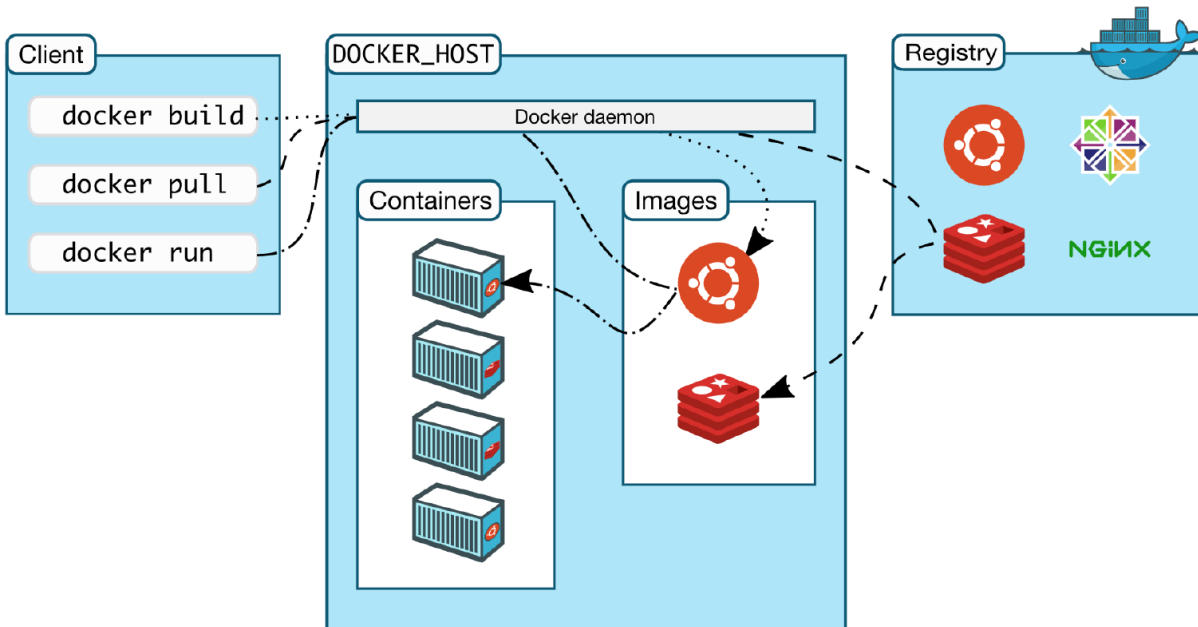 Client
docker build
docker pull
docker run
DOCKER_HOST
Docker daemon
Containers
Images
Registry
NGINX